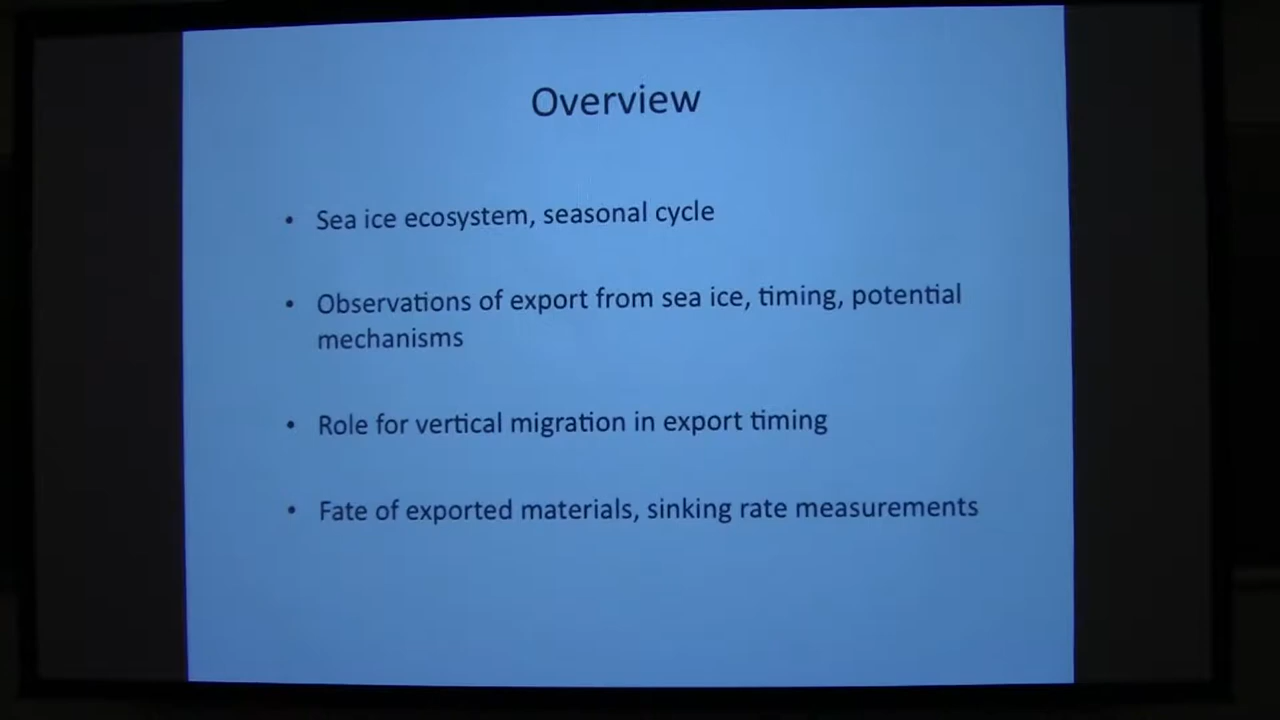 Overview
• Sea ice ecosystem, seasonal cycle
• Observations of export from sea ice, timing, potential
mechanisms
• Role for vertical migration in export timing
• Fate of exported materials, sinking rate measurements